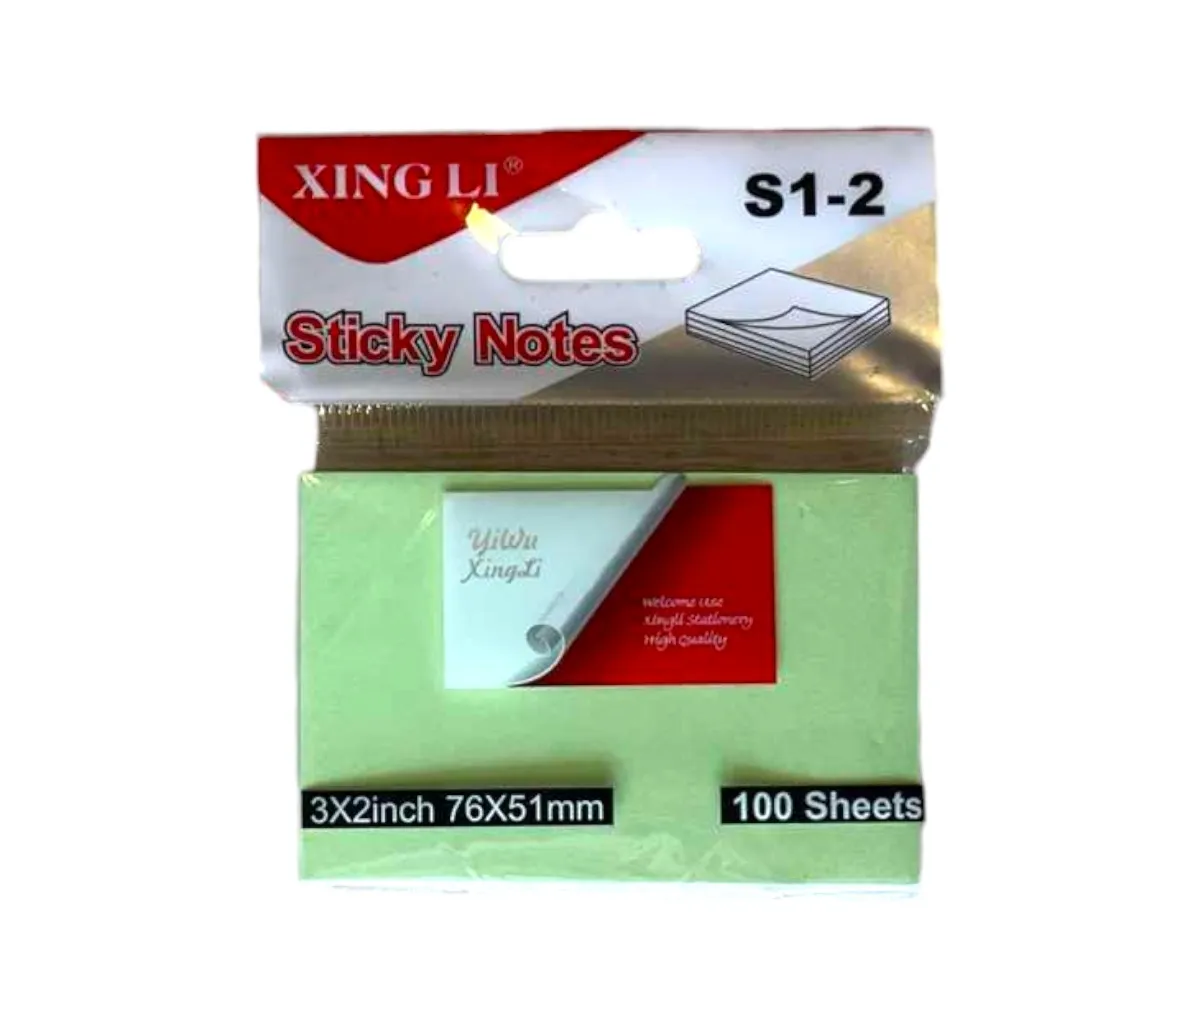 XING LI®
S1-2
Sticky Notes
YiWu
XingLi
Welcome Use
Xingli Stationery
High Quality
3X2inch 76X51mm
100 Sheets